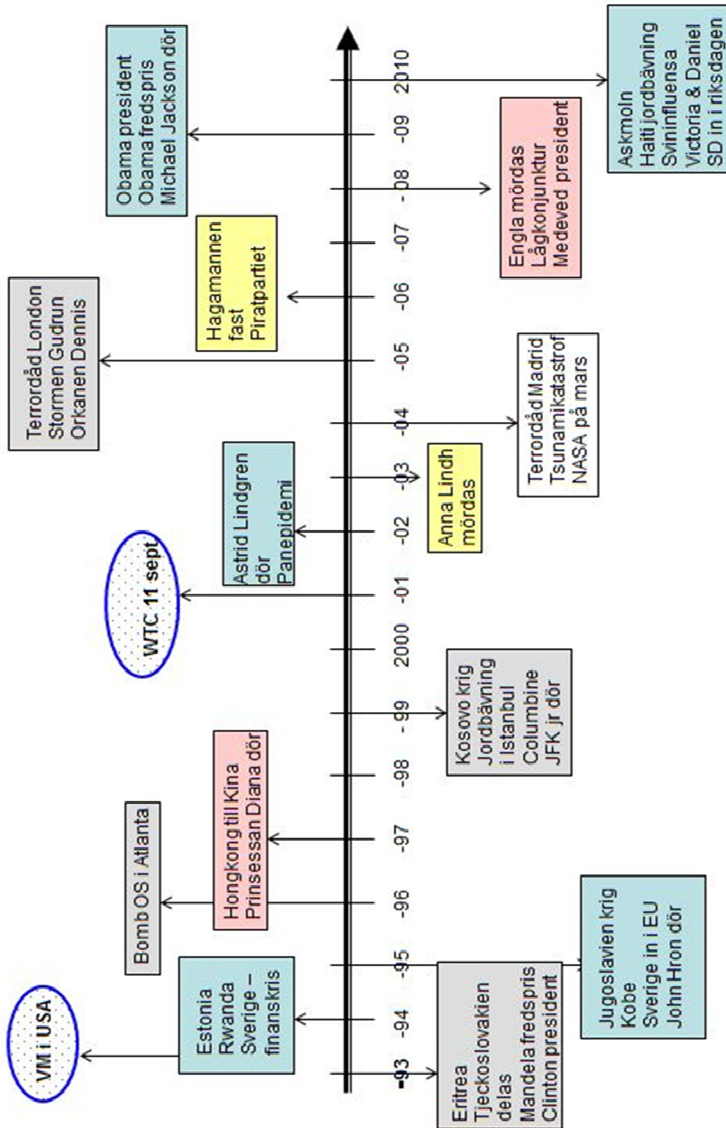 VM i USA
Estonia
Rwanda
Sverige –
finanskris
Bomb OS i Atlanta
Hongkong till Kina
Prinsessan Diana dör
WTC 11 sept
Astrid Lindgren
dör
Panepidemi
Terrordåd London
Stormen Gudrun
Orkanen Dennis
Hagamannen
fast
Piratpartiet
Obama president
Obama fredspris
Michael Jackson dör
-93
-94
-95
-96
-97
-98
-99
2000
-01
-02
-03
-04
-05
-06
-07
-08
-09
2010
Eritrea
Tjeckoslovakien
delas
Mandela fredspris
Clinton president
Jugoslavien krig
Kobe
Sverige in i EU
John Hron dör
Kosovo krig
Jordbävning
i Istanbul
Columbine
JFK jr dör
Anna Lindh
mördas
Terrordåd Madrid
Tsunamikatastrof
NASA på mars
Engla mördas
Lågkonjunktur
Medeved president
Askmoln
Haiti jordbävning
Svininfluensa
Victoria & Daniel
SD in i riksdagen